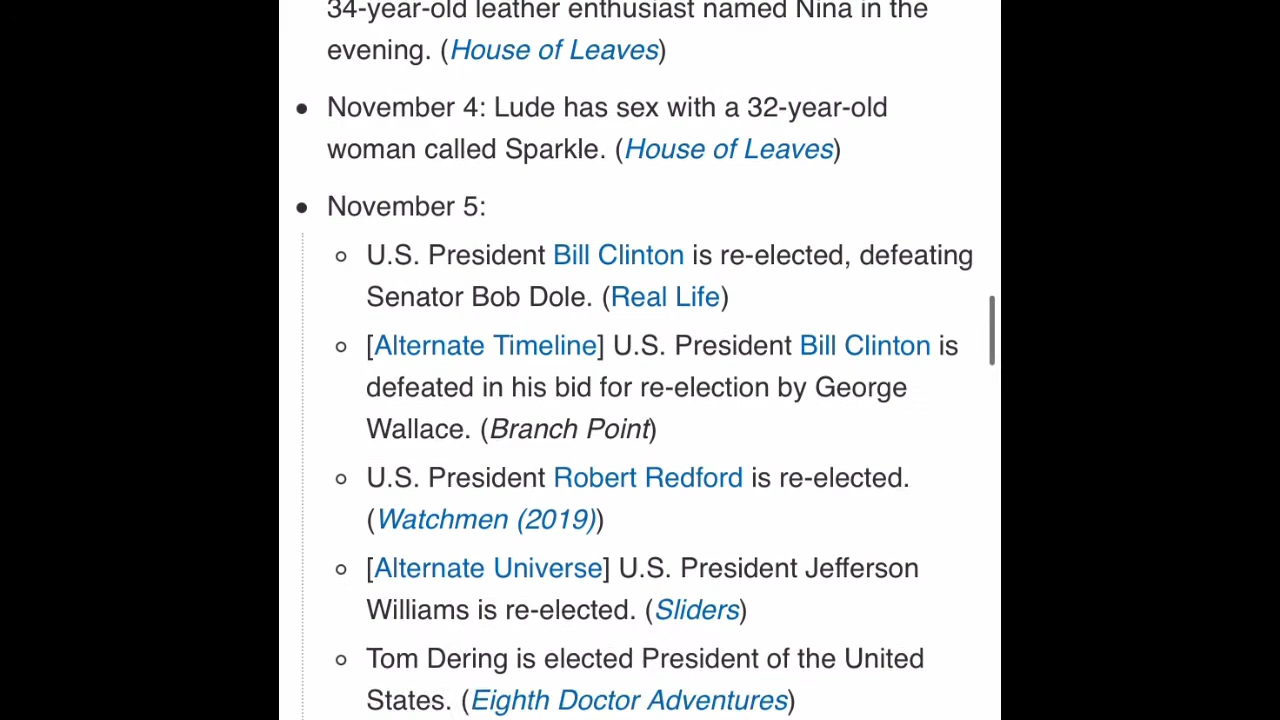 34-year-old leather enthusiast named Nina in the
evening. (House of Leaves)
• November 4: Lude has sex with a 32-year-old
woman called Sparkle. (House of Leaves)
• November 5:
◦ U.S. President Bill Clinton is re-elected, defeating
Senator Bob Dole. (Real Life)
◦ [Alternate Timeline] U.S. President Bill Clinton is
defeated in his bid for re-election by George
Wallace. (Branch Point)
◦ U.S. President Robert Redford is re-elected.
(Watchmen (2019))
◦ [Alternate Universe] U.S. President Jefferson
Williams is re-elected. (Sliders)
◦ Tom Dering is elected President of the United
States. (Eighth Doctor Adventures)